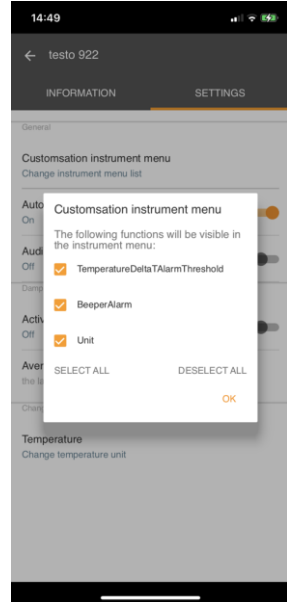 14:49
testo 922
INFORMATION
SETTINGS
General
Customsation instrument menu
Change instrument menu list
Auto
On
Audi
Off
Damp
Activ
Off
Aver
the la
Customsation instrument menu
The following functions will be visible in
the instrument menu:
TemperatureDeltaTAlarmThreshold
BeeperAlarm
Unit
SELECT ALL
DESELECT ALL
OK
Temperature
Change temperature unit